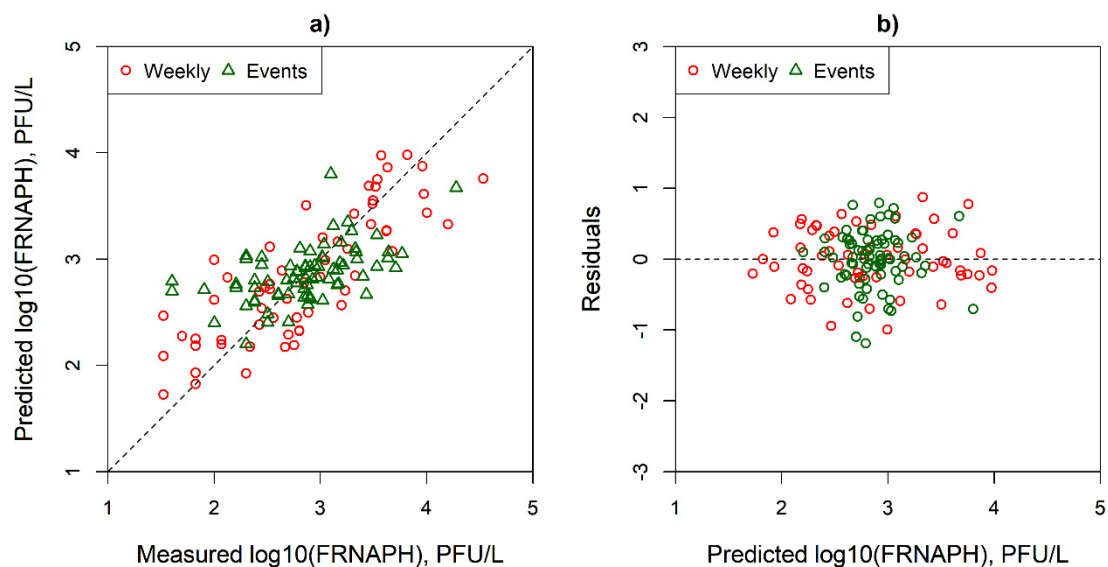 a)
Weekly Events
5
4
3
2
1
1 2 3 4 5
Predicted log10(FRNAPH), PFU/L
Measured log10(FRNAPH), PFU/L
b)
Weekly Events
3
2
1
0
-1
-2
-3
1 2 3 4 5
Residuals
Predicted log10(FRNAPH), PFU/L